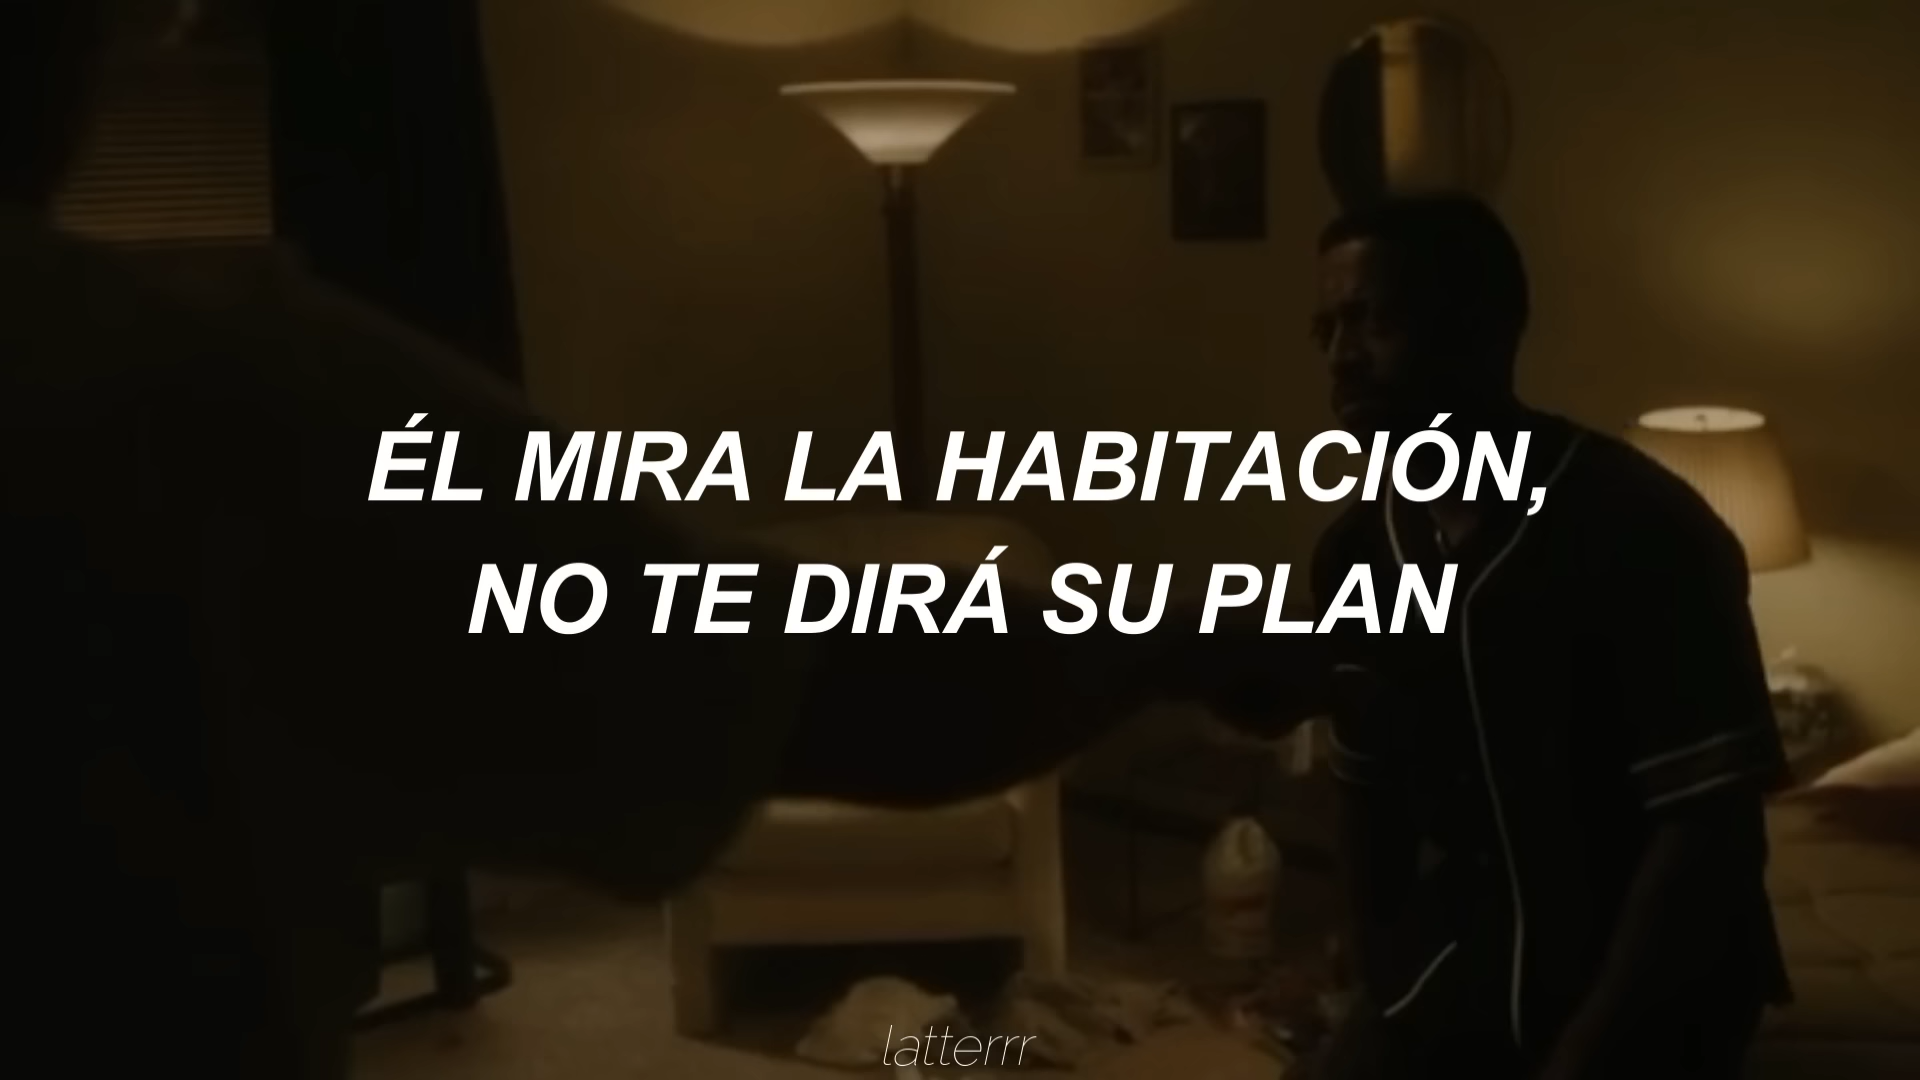 ÉL MIRA LA HABITACIÓN,
NO TE DIRÁ SU PLAN
latterrr